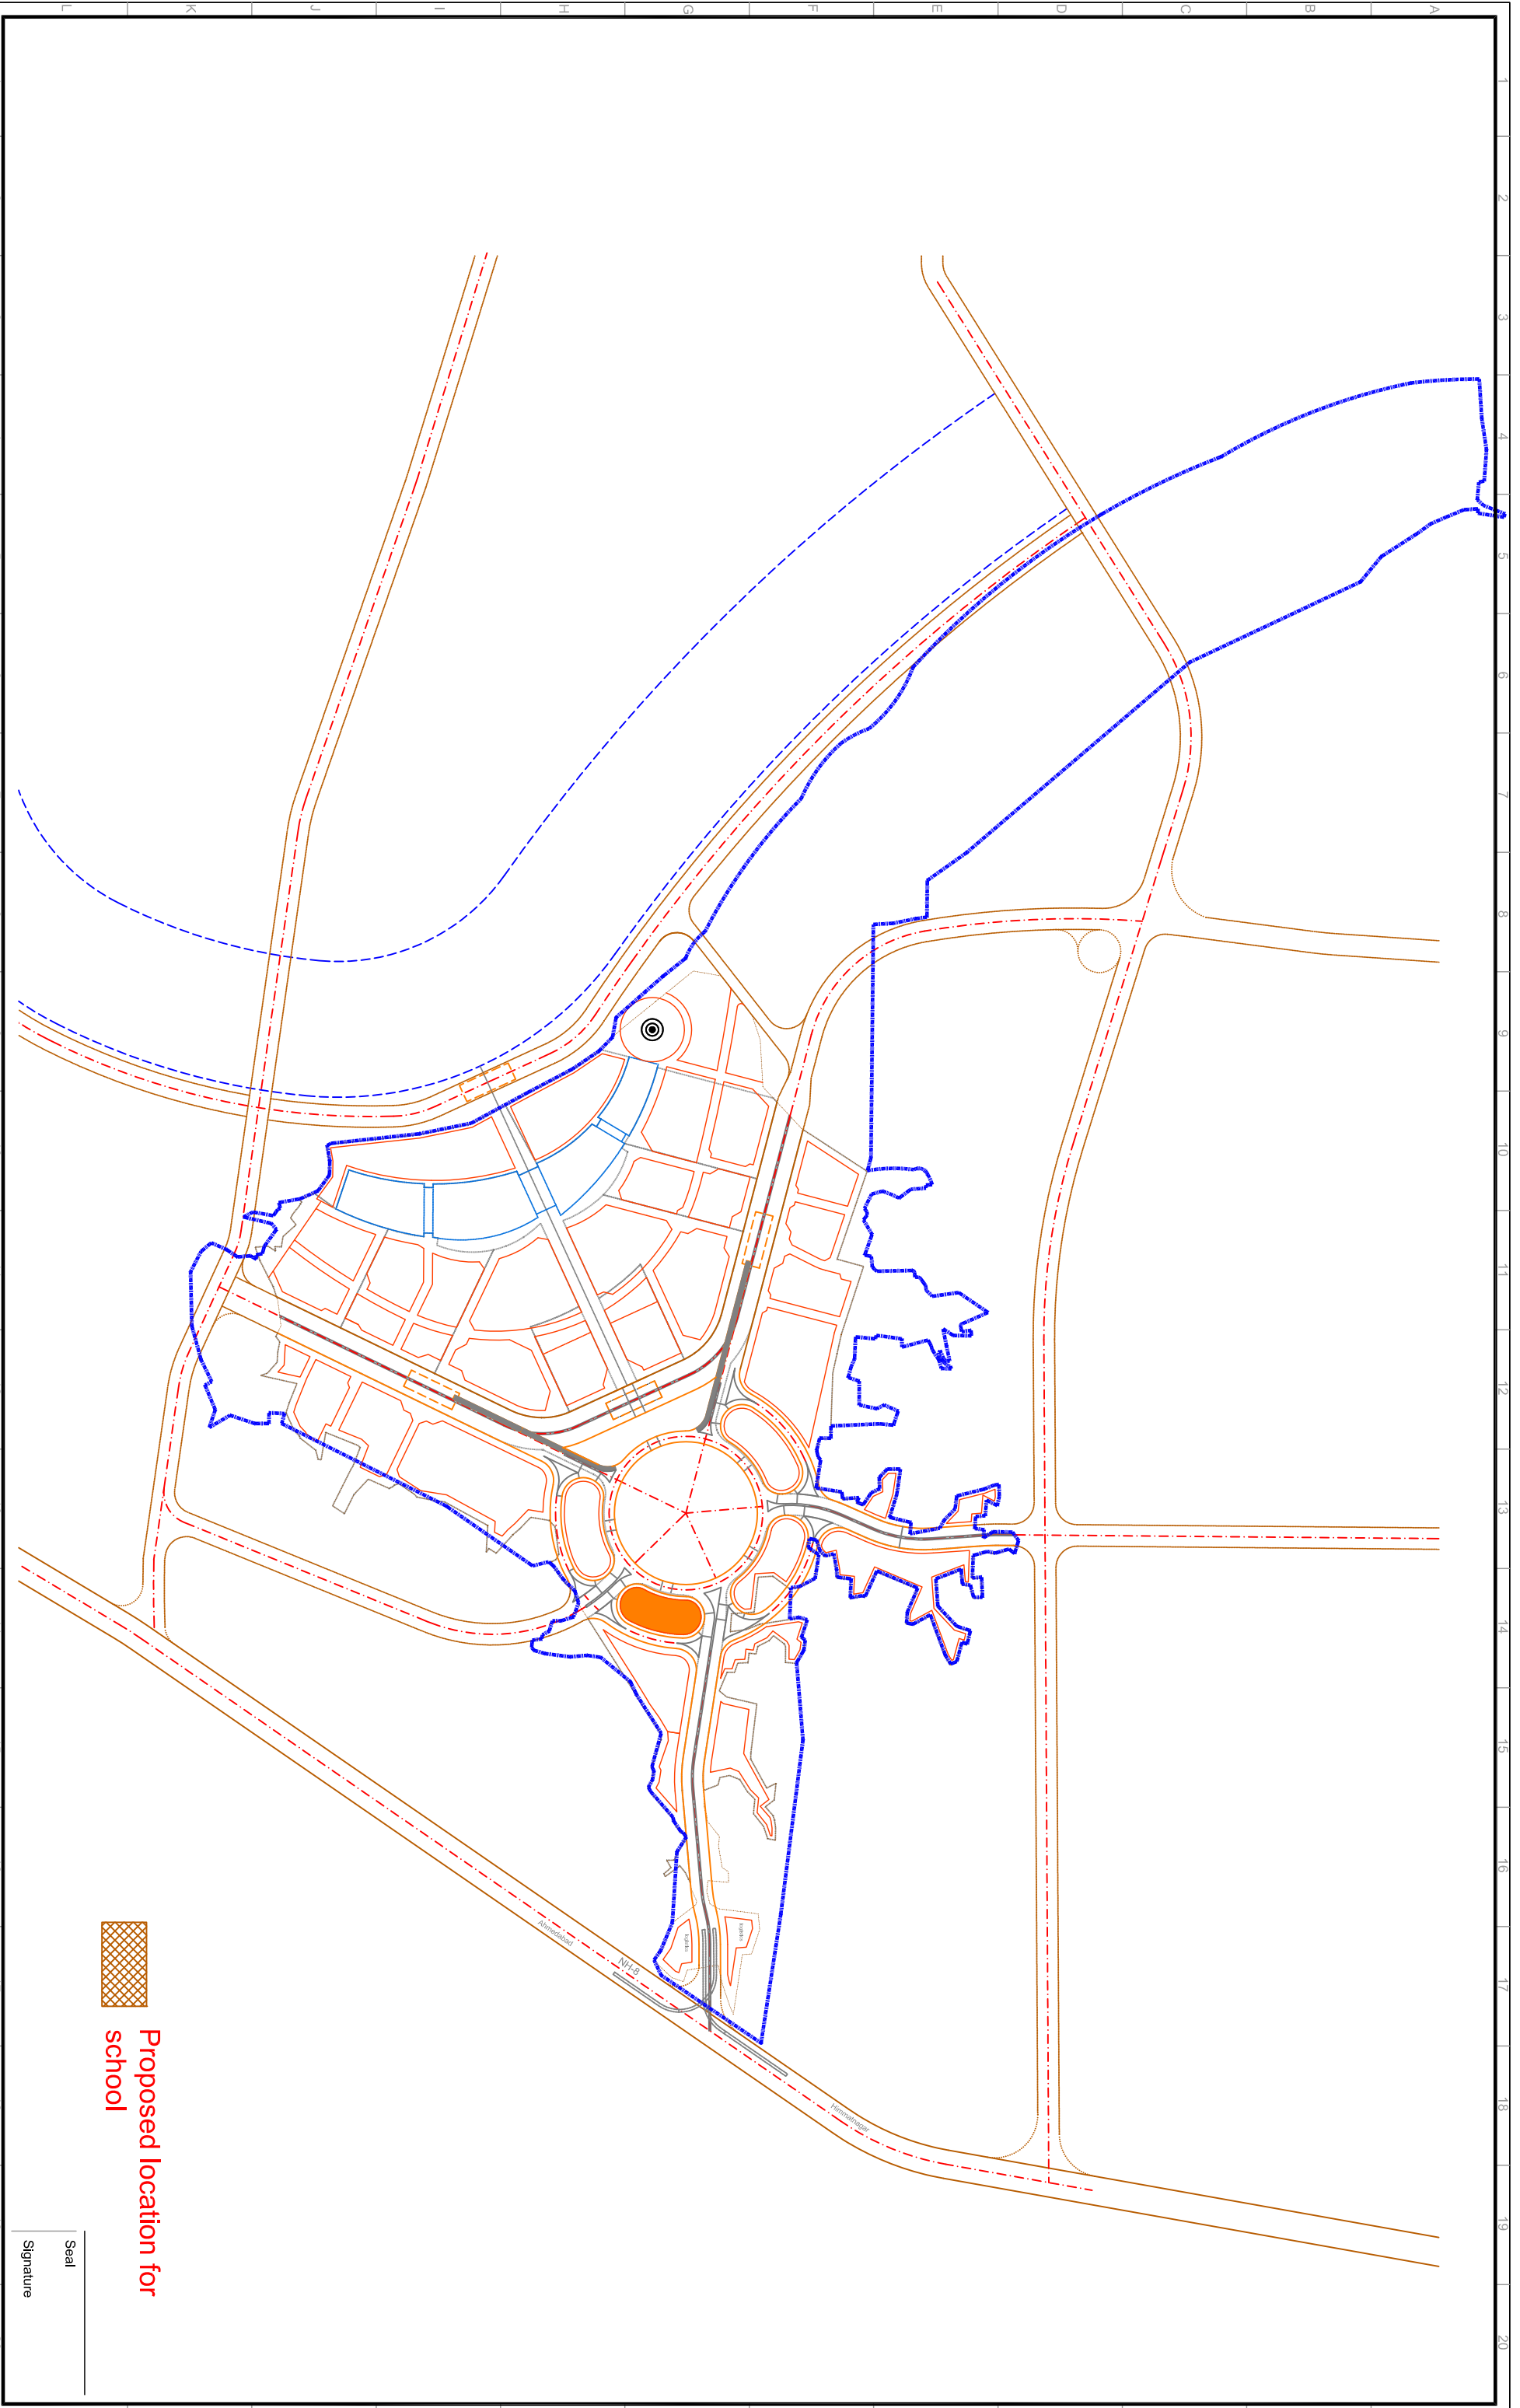 L
K
J
I
H
G
F
E
D
C
B
A
1
2
3
4
5
6
7
8
9
10
11
12
13
14
15
16
17
18
19
20
Ahmedabad
NH-8
Himmatnagar
Proposed location for
school
Seal
Signature